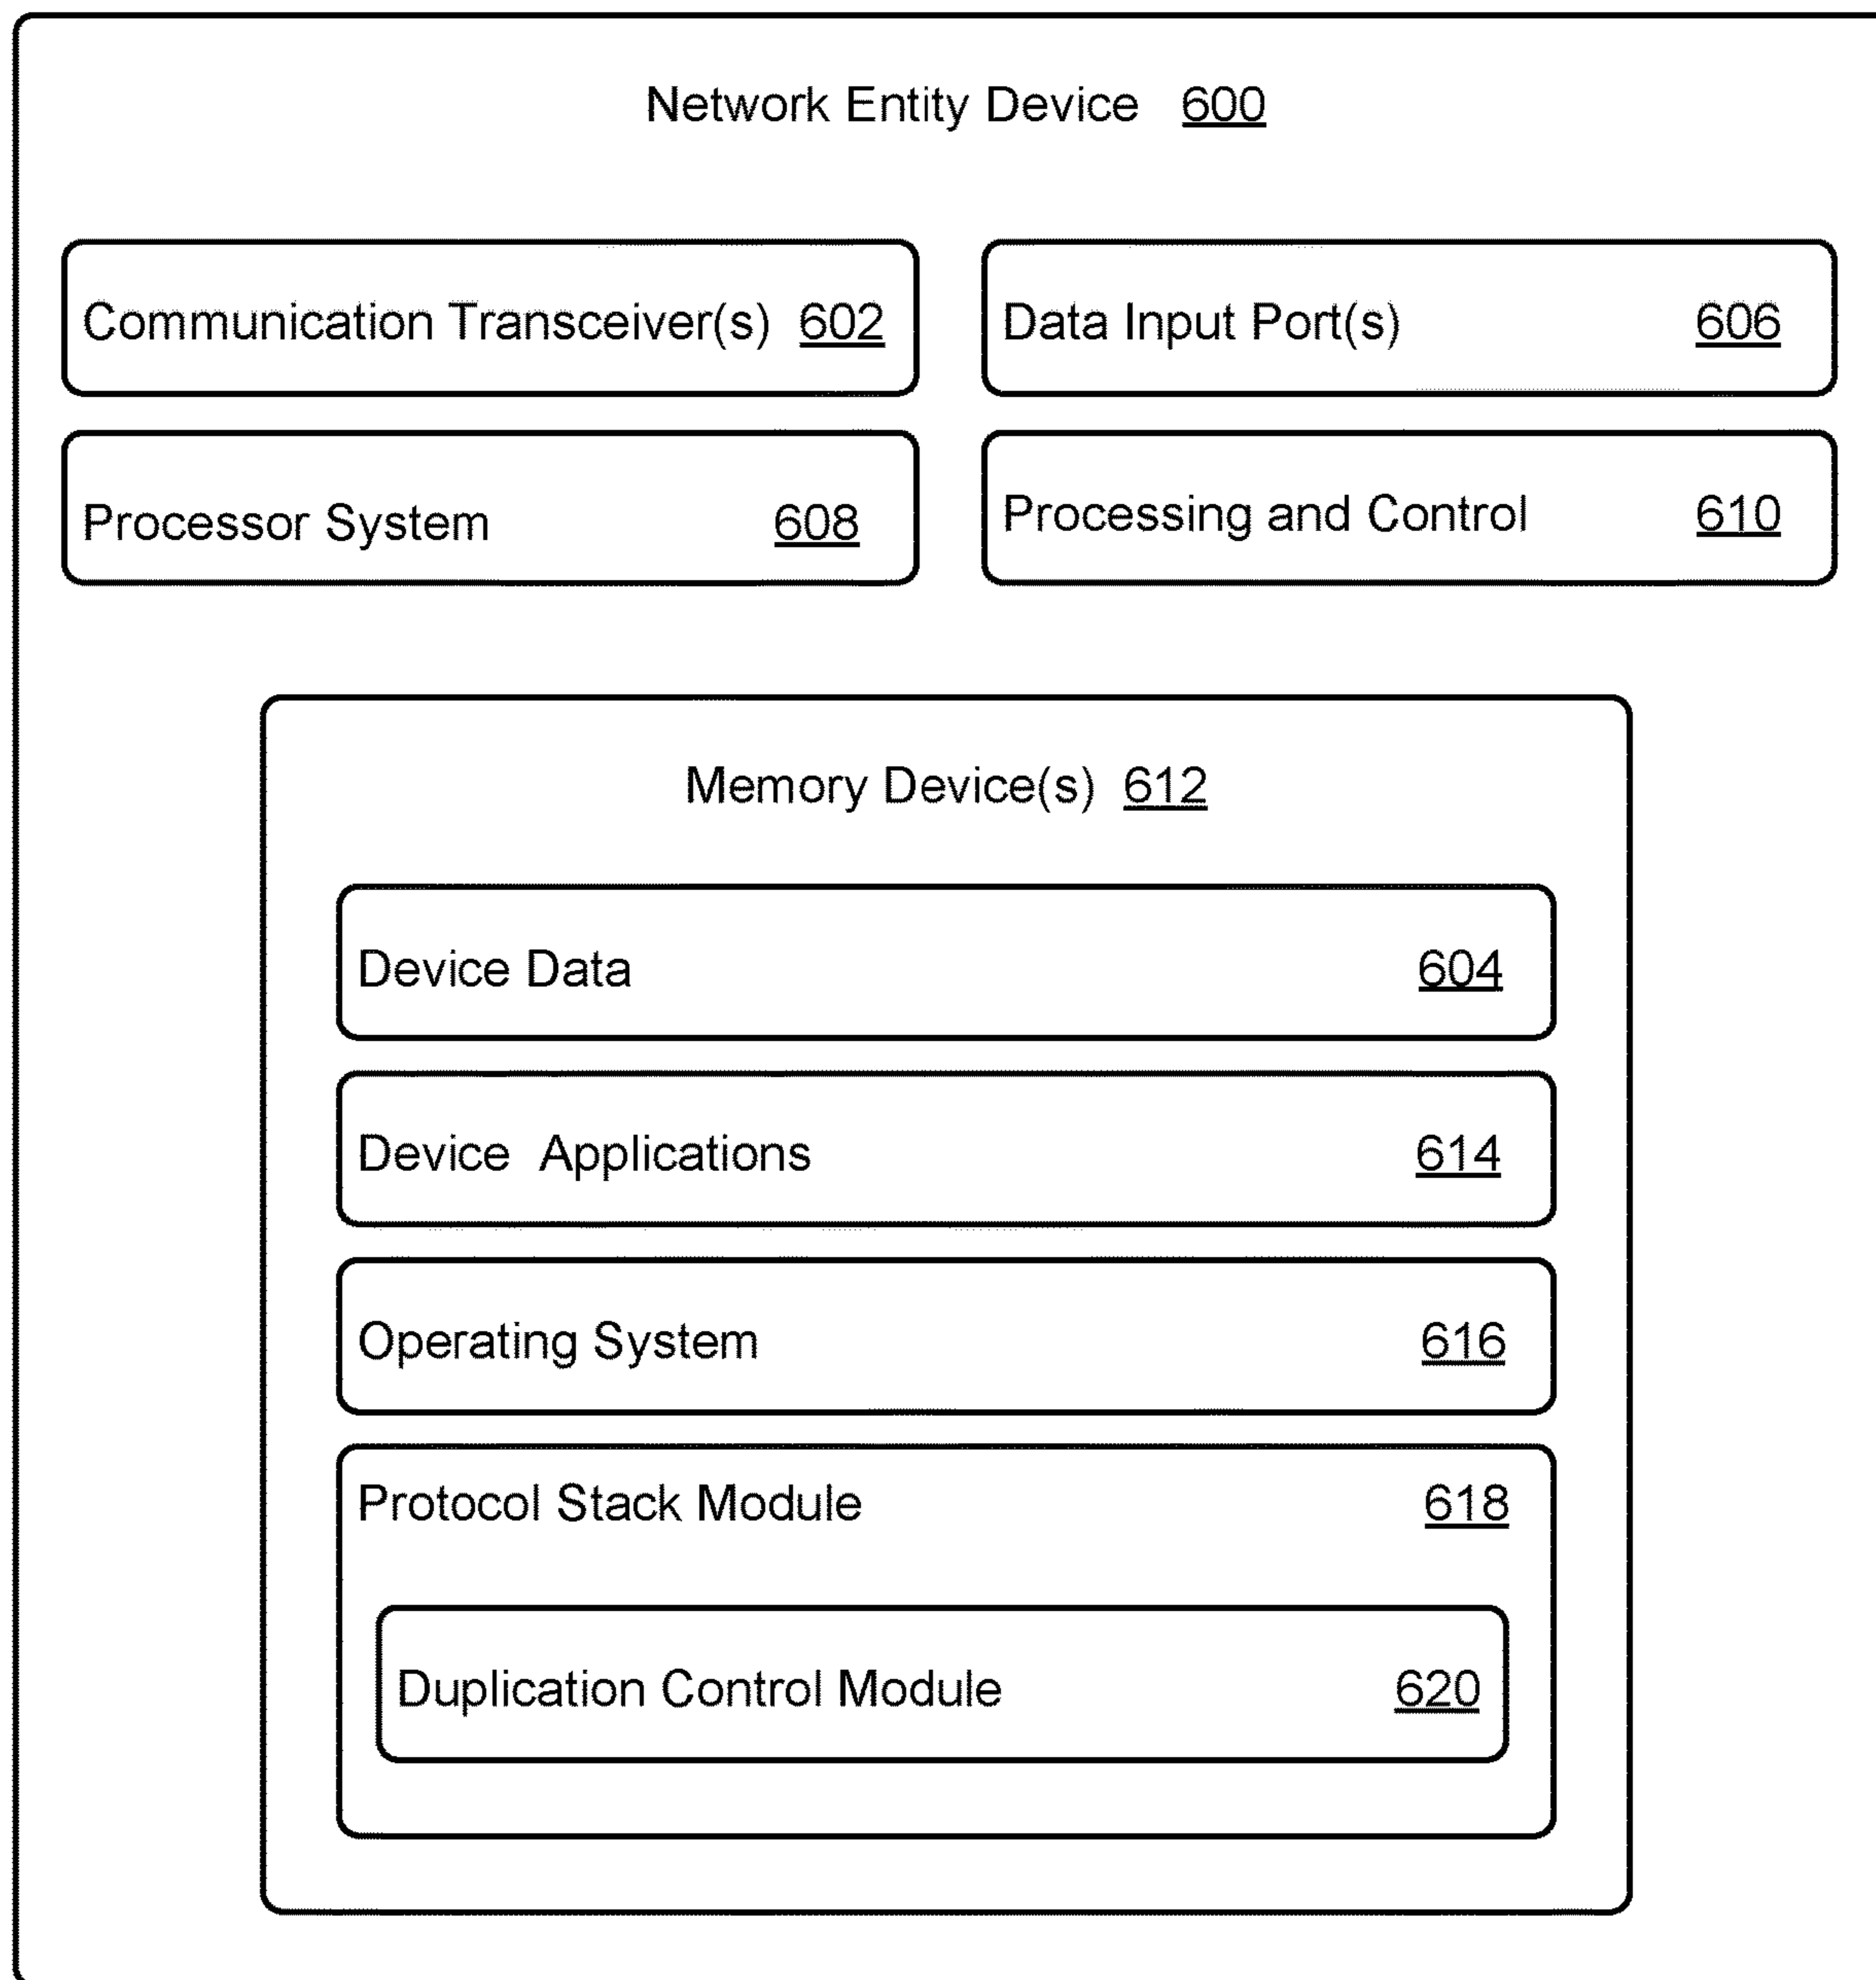 Network Entity Device 600
Communication Transceiver(s) 602
Data Input Port(s) 606
Processor System 608
Processing and Control 610
Memory Device(s) 612
Device Data 604
Device Applications 614
Operating System 616
Protocol Stack Module 618
Duplication Control Module 620